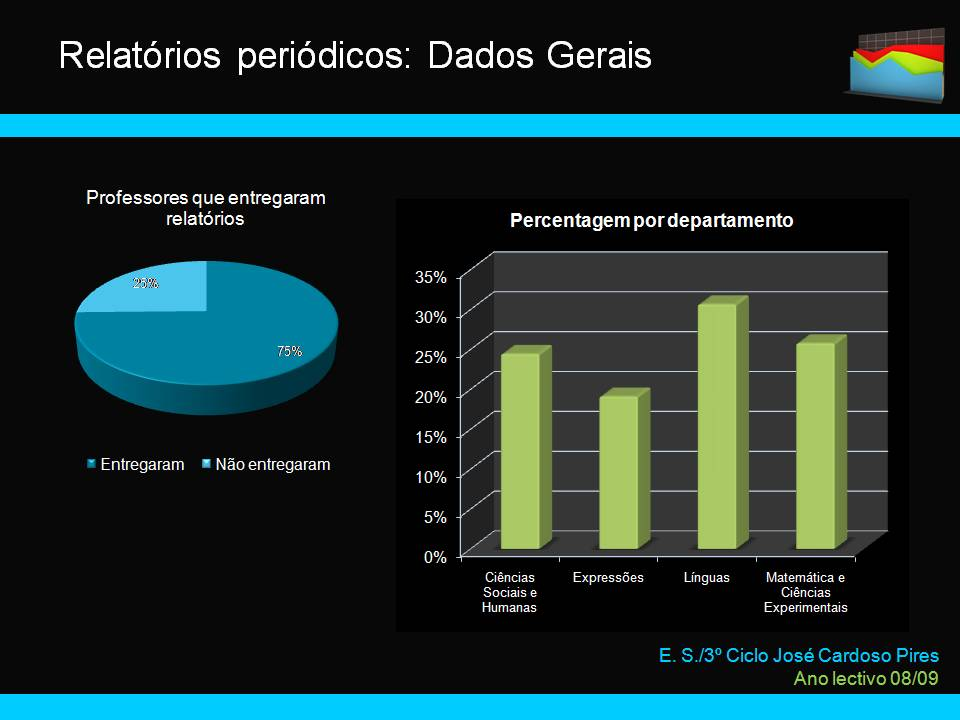 Relatórios periódicos: Dados Gerais
Professores que entregaram
relatórios
25%
75%
Entregaram
Não entregaram
Percentagem por departamento
35%
30%
25%
20%
15%
10%
5%
0%
Ciências
Sociais e
Humanas
Expressões
Línguas
Matemática e
Ciências
Experimentais
E. S./3º Ciclo José Cardoso Pires
Ano lectivo 08/09